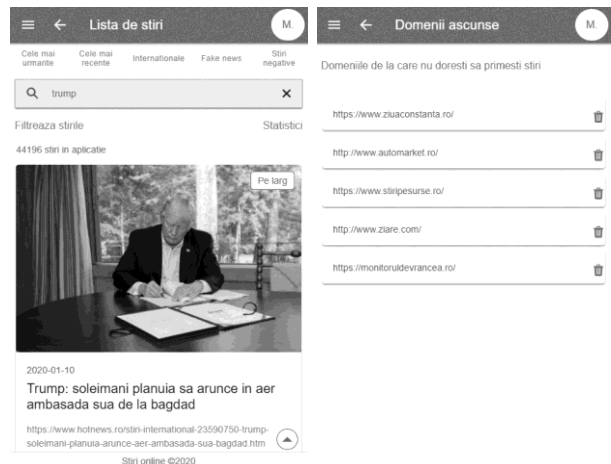 Lista de stiri
M.
Cele mai urmarite
Cele mai recente
Internationale
Fake news
Stiri negative
trump
Filtreaza stirile
Statistici
44196 stiri in aplicatie
Pe larg
2020-01-10
Trump: soleimani planuia sa arunce in aer
ambasada sua de la bagdad
https://www.hotnews.ro/stiri-international-23590750-trump-
soleimani-planuia-arunce-aer-ambasada-sua-bagdad.htm
Stiri online ©2020
Domenii ascunse
M.
Domeniile de la care nu doresti sa primesti stiri
https://www.ziuaconstanta.ro/
http://www.automarket.ro/
https://www.stiripesurse.ro/
http://www.ziare.com/
https://monitoruldevrancea.ro/